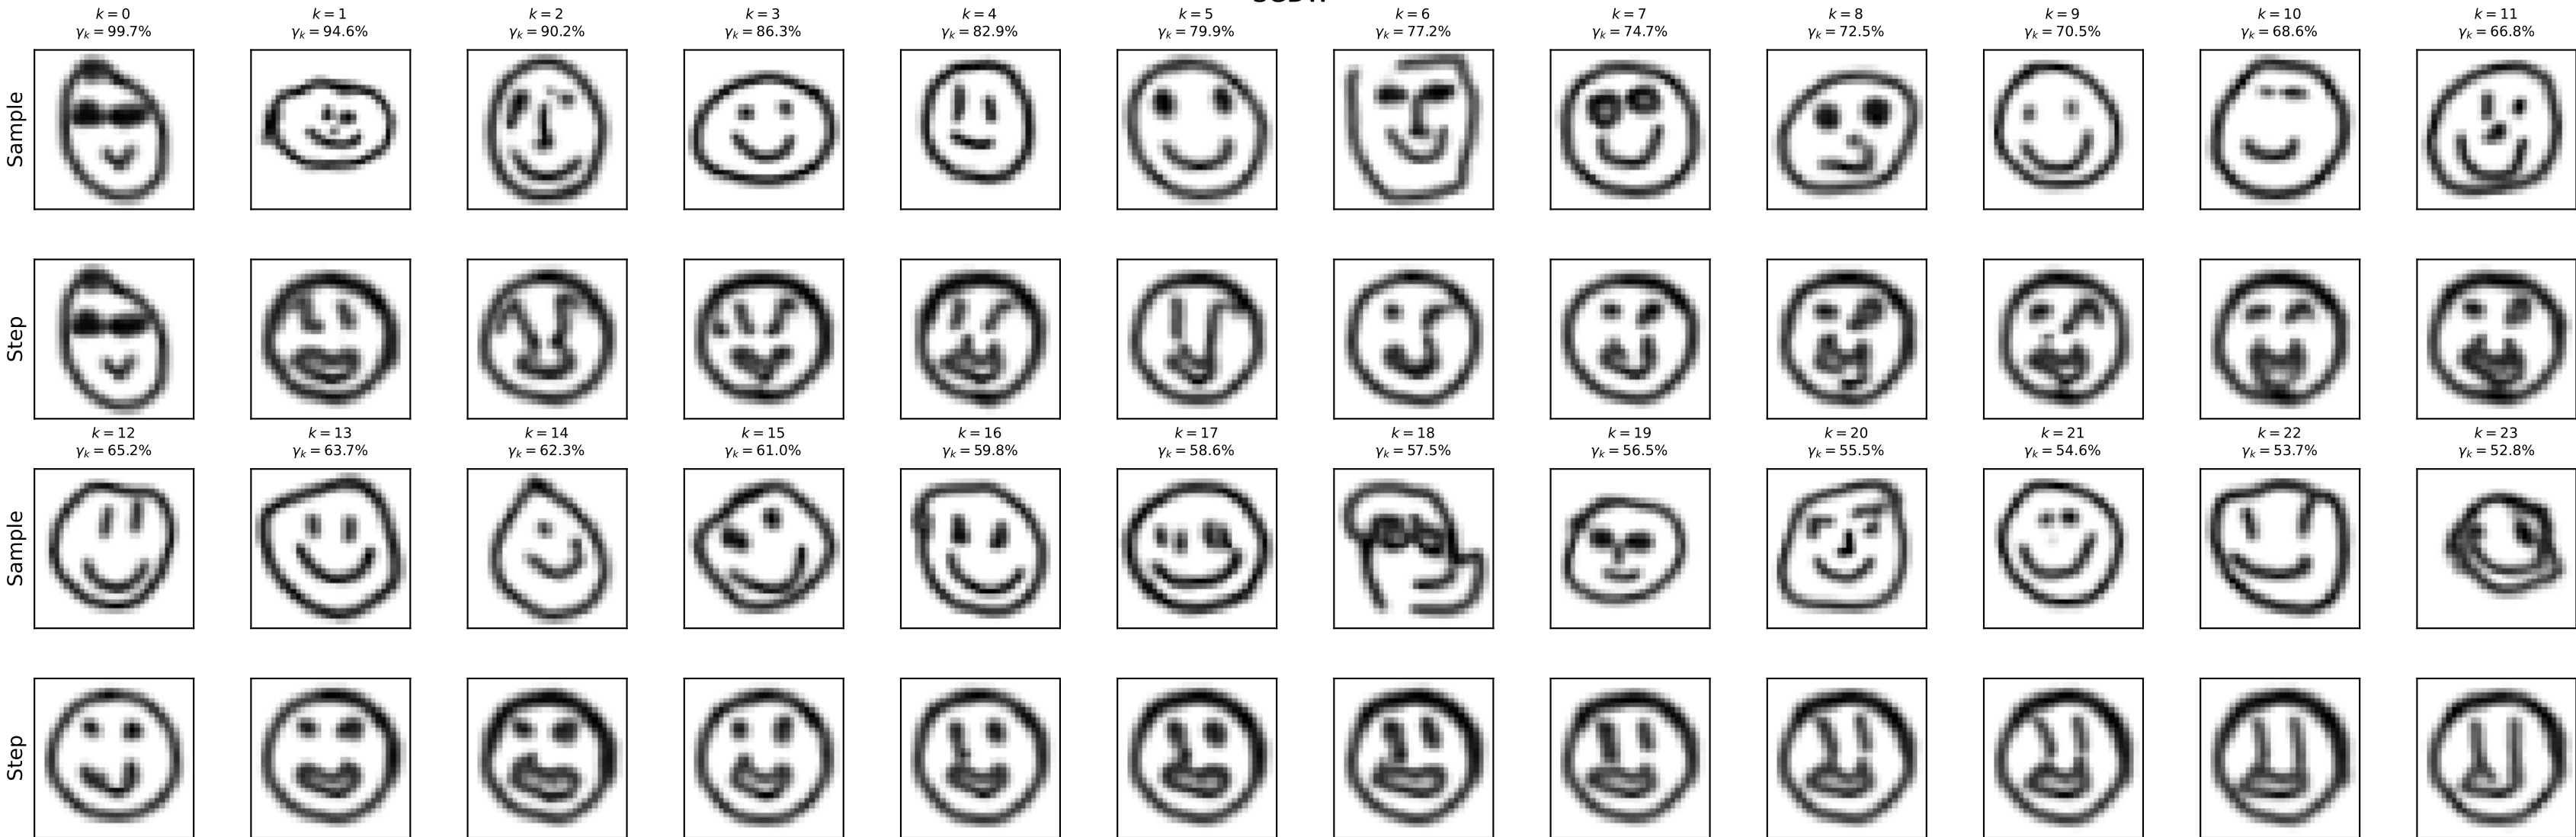 k = 0 k = 1 k = 2 k = 3 k = 4 k = 5 k = 6 k = 7 k = 8 k = 9 k = 10 k = 11
γk = 99.7% γk = 94.6% γk = 90.2% γk = 86.3% γk = 82.9% γk = 79.9% γk = 77.2% γk = 74.7% γk = 72.5% γk = 70.5% γk = 68.6% γk = 66.8%
Sample
Step
k = 12 k = 13 k = 14 k = 15 k = 16 k = 17 k = 18 k = 19 k = 20 k = 21 k = 22 k = 23
γk = 65.2% γk = 63.7% γk = 62.3% γk = 61.0% γk = 59.8% γk = 58.6% γk = 57.5% γk = 56.5% γk = 55.5% γk = 54.6% γk = 53.7% γk = 52.8%
Sample
Step